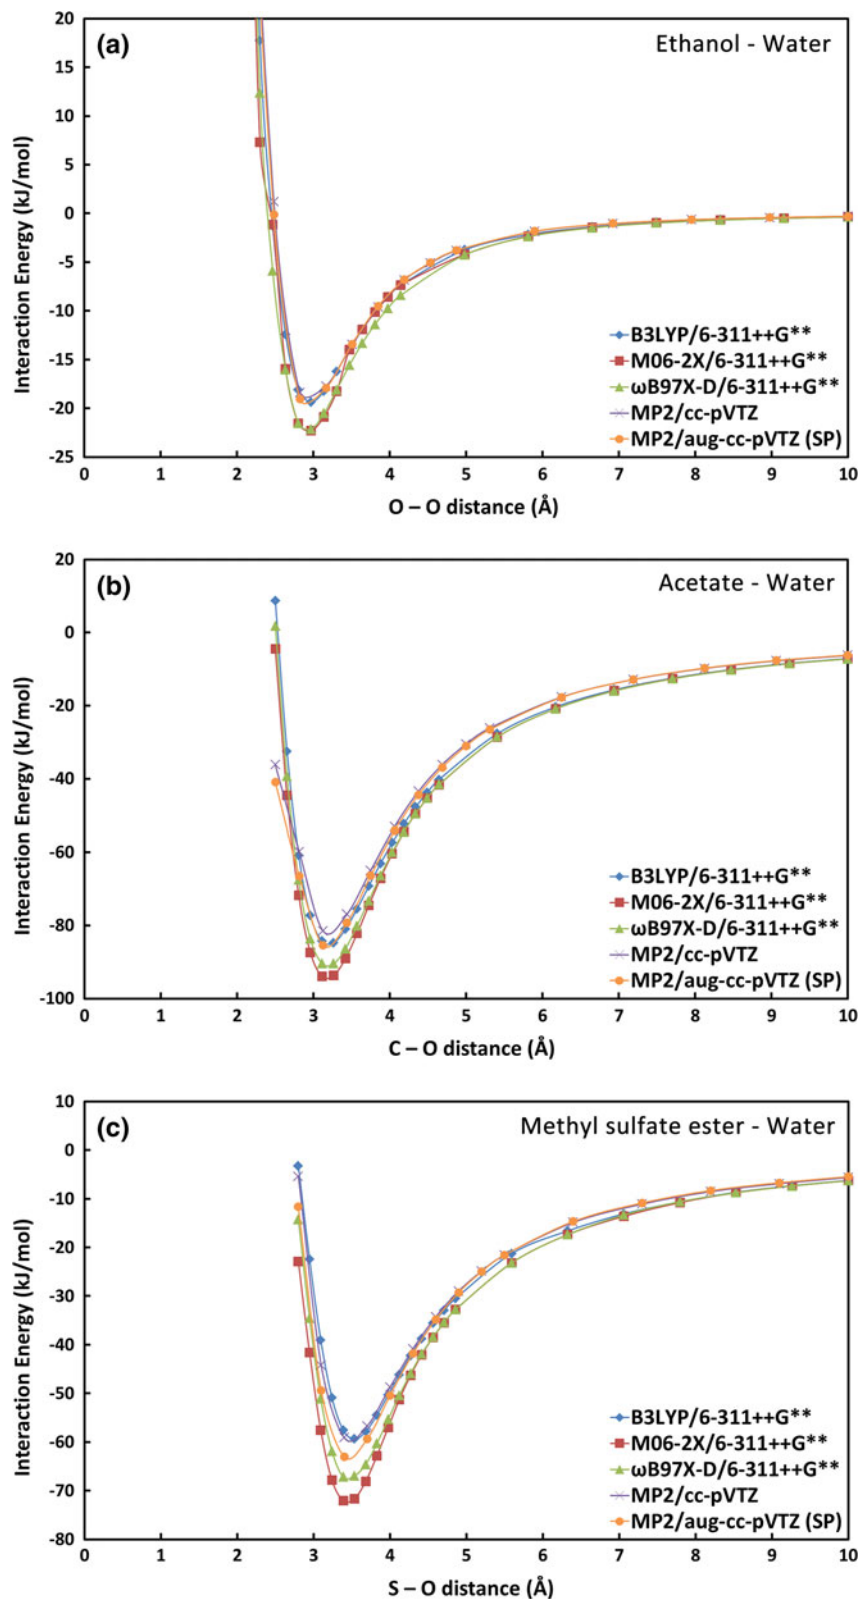 (a)
Ethanol - Water
20
15
10
5
0
-5
-10
-15
-20
-25
Interaction Energy (kJ/mol)
B3LYP/6-311++G**
M06-2X/6-311++G**
ωB97X-D/6-311++G**
MP2/cc-pVTZ
MP2/aug-cc-pVTZ (SP)
0 1 2 3 4 5 6 7 8 9 10
O – O distance (Å)
(b)
Acetate - Water
20
0
-20
-40
-60
-80
-100
Interaction Energy (kJ/mol)
B3LYP/6-311++G**
M06-2X/6-311++G**
ωB97X-D/6-311++G**
MP2/cc-pVTZ
MP2/aug-cc-pVTZ (SP)
0 1 2 3 4 5 6 7 8 9 10
C – O distance (Å)
(c)
Methyl sulfate ester - Water
10
0
-10
-20
-30
-40
-50
-60
-70
-80
Interaction Energy (kJ/mol)
B3LYP/6-311++G**
M06-2X/6-311++G**
ωB97X-D/6-311++G**
MP2/cc-pVTZ
MP2/aug-cc-pVTZ (SP)
0 1 2 3 4 5 6 7 8 9 10
S – O distance (Å)